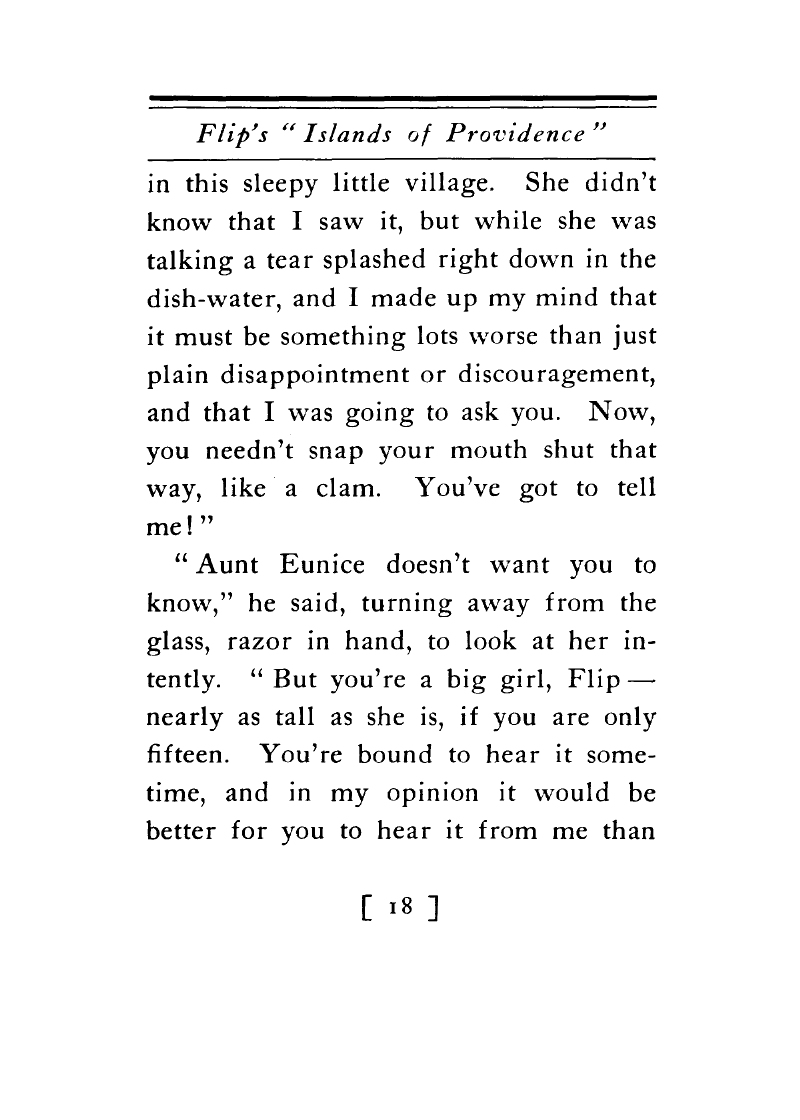 Flip's “Islands of Providence”
in this sleepy little village. She didn't
know that I saw it, but while she was
talking a tear splashed right down in the
dish-water, and I made up my mind that
it must be something lots worse than just
plain disappointment or discouragement,
and that I was going to ask you. Now,
you needn't snap your mouth shut that
way, like a clam. You've got to tell
me!”
“Aunt Eunice doesn't want you to
know,” he said, turning away from the
glass, razor in hand, to look at her in-
tently. “But you're a big girl, Flip—
nearly as tall as she is, if you are only
fifteen. You're bound to hear it some-
time, and in my opinion it would be
better for you to hear it from me than
[ 18 ]